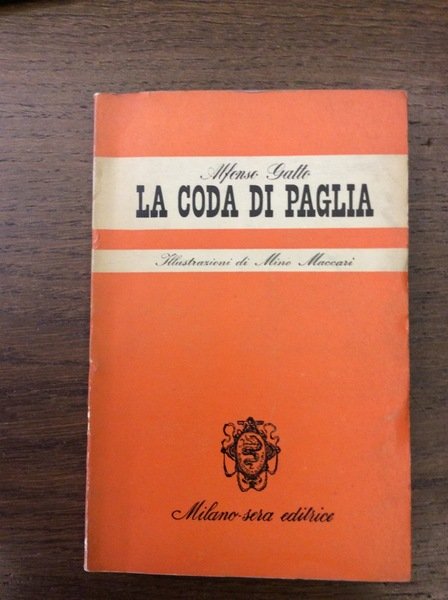 Alfonso Gatto
LA CODA DI PAGLIA
Illustrazioni di Mino Maccari
Milano-sera editrice